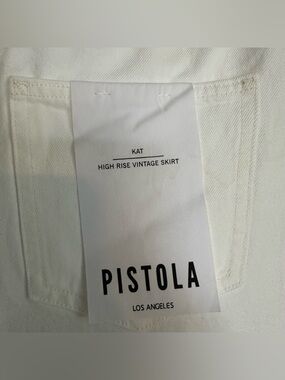 KAT
HIGH RISE VINTAGE SKIRT
PISTOLA
LOS ANGELES